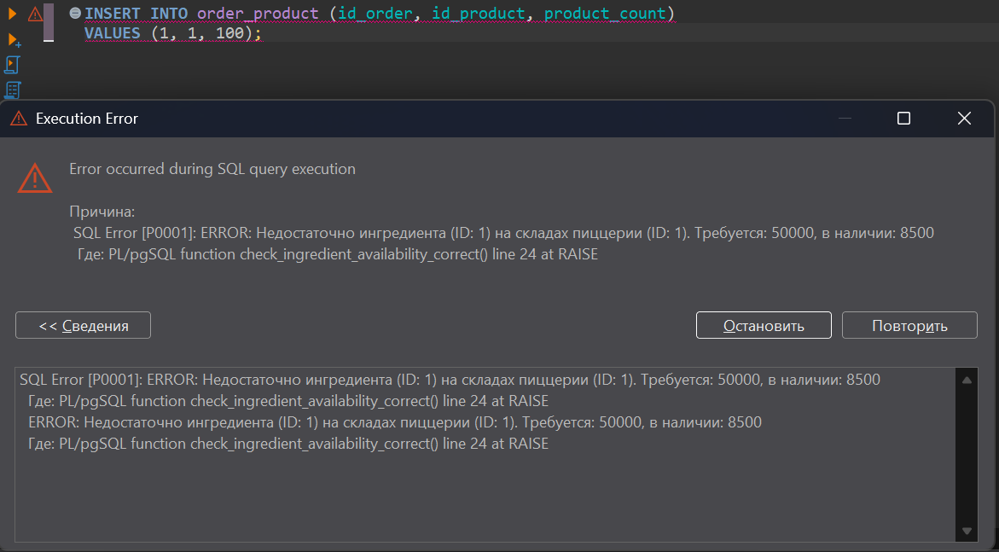 INSERT INTO order_product (id_order, id_product, product_count)
VALUES (1, 1, 100);
Execution Error
Error occurred during SQL query execution
Причина:
SQL Error [P0001]: ERROR: Недостаточно ингредиента (ID: 1) на складах пиццерии (ID: 1). Требуется: 50000, в наличии: 8500
Где: PL/pgSQL function check_ingredient_availability_correct() line 24 at RAISE
<< Сведения
Остановить
Повторить
SQL Error [P0001]: ERROR: Недостаточно ингредиента (ID: 1) на складах пиццерии (ID: 1). Требуется: 50000, в наличии: 8500
Где: PL/pgSQL function check_ingredient_availability_correct() line 24 at RAISE
ERROR: Недостаточно ингредиента (ID: 1) на складах пиццерии (ID: 1). Требуется: 50000, в наличии: 8500
Где: PL/pgSQL function check_ingredient_availability_correct() line 24 at RAISE